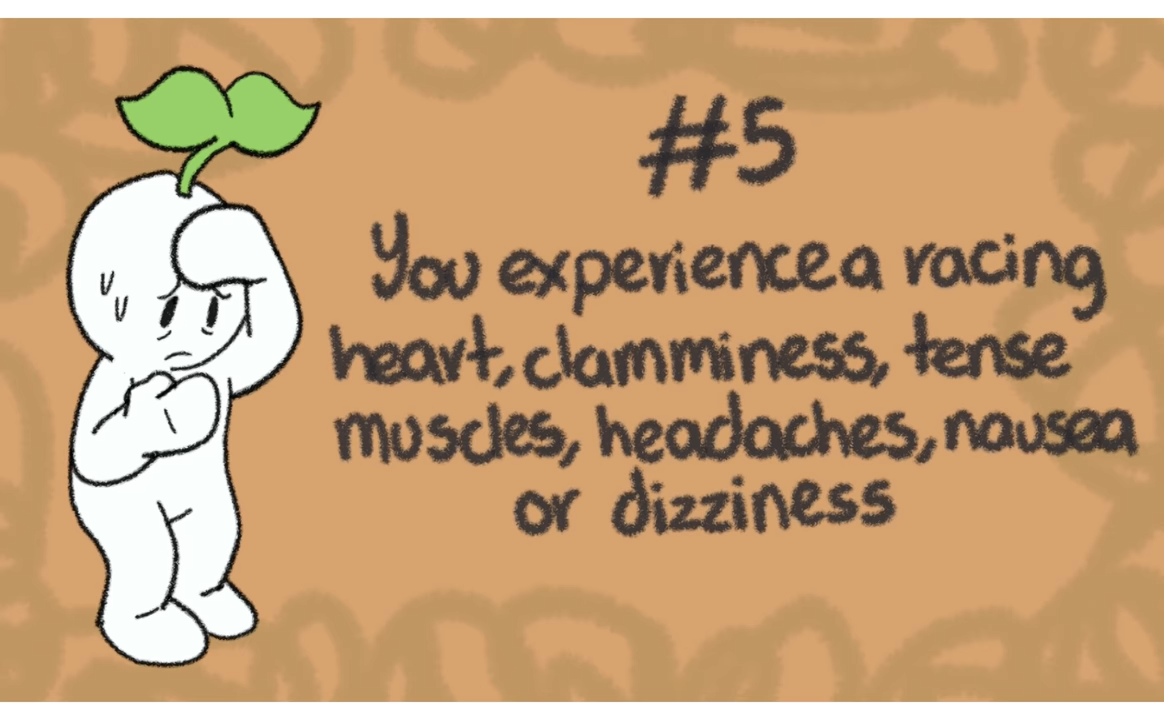 #5
You experience a racing
heart, clamminess, tense
muscles, headaches, nausea
or dizziness